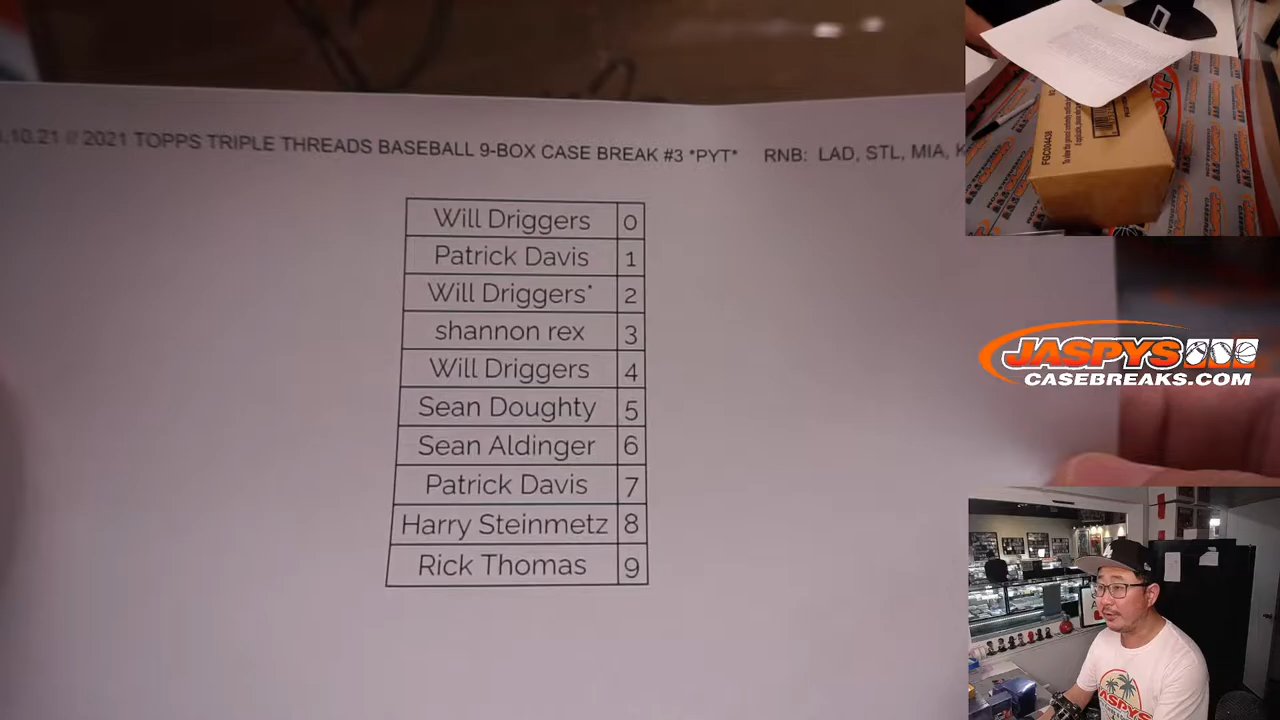 .10.21 // 2021 TOPPS TRIPLE THREADS BASEBALL 9-BOX CASE BREAK #3 *PYT* RNB: LAD, STL, MIA, K
Will Driggers 0
Patrick Davis 1
Will Driggers* 2
shannon rex 3
Will Driggers 4
Sean Doughty 5
Sean Aldinger 6
Patrick Davis 7
Harry Steinmetz 8
Rick Thomas 9
FGC004438
JASPYS
CASEBREAKS.COM
JASPYS